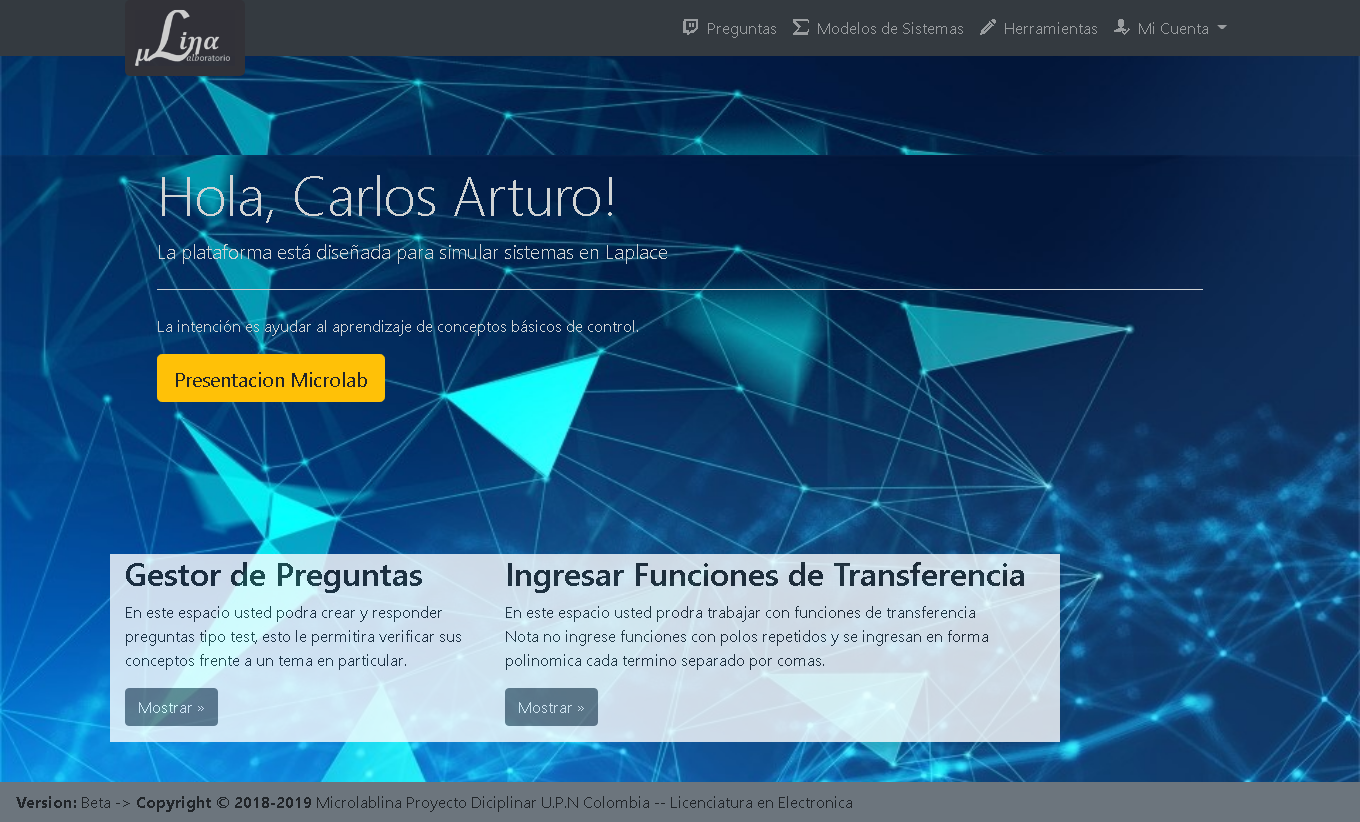 µLina
alboratorio
Preguntas Modelos de Sistemas Herramientas Mi Cuenta
Hola, Carlos Arturo!
La plataforma está diseñada para simular sistemas en Laplace
La intención es ayudar al aprendizaje de conceptos básicos de control.
Presentacion Microlab
Gestor de Preguntas
En este espacio usted podra crear y responder
preguntas tipo test, esto le permitira verificar sus
conceptos frente a un tema en particular.
Mostrar »
Ingresar Funciones de Transferencia
En este espacio usted prodra trabajar con funciones de transferencia
Nota no ingrese funciones con polos repetidos y se ingresan en forma
polinomica cada termino separado por comas.
Mostrar »
Version: Beta -> Copyright © 2018-2019 Microlablina Proyecto Diciplinar U.P.N Colombia -- Licenciatura en Electronica